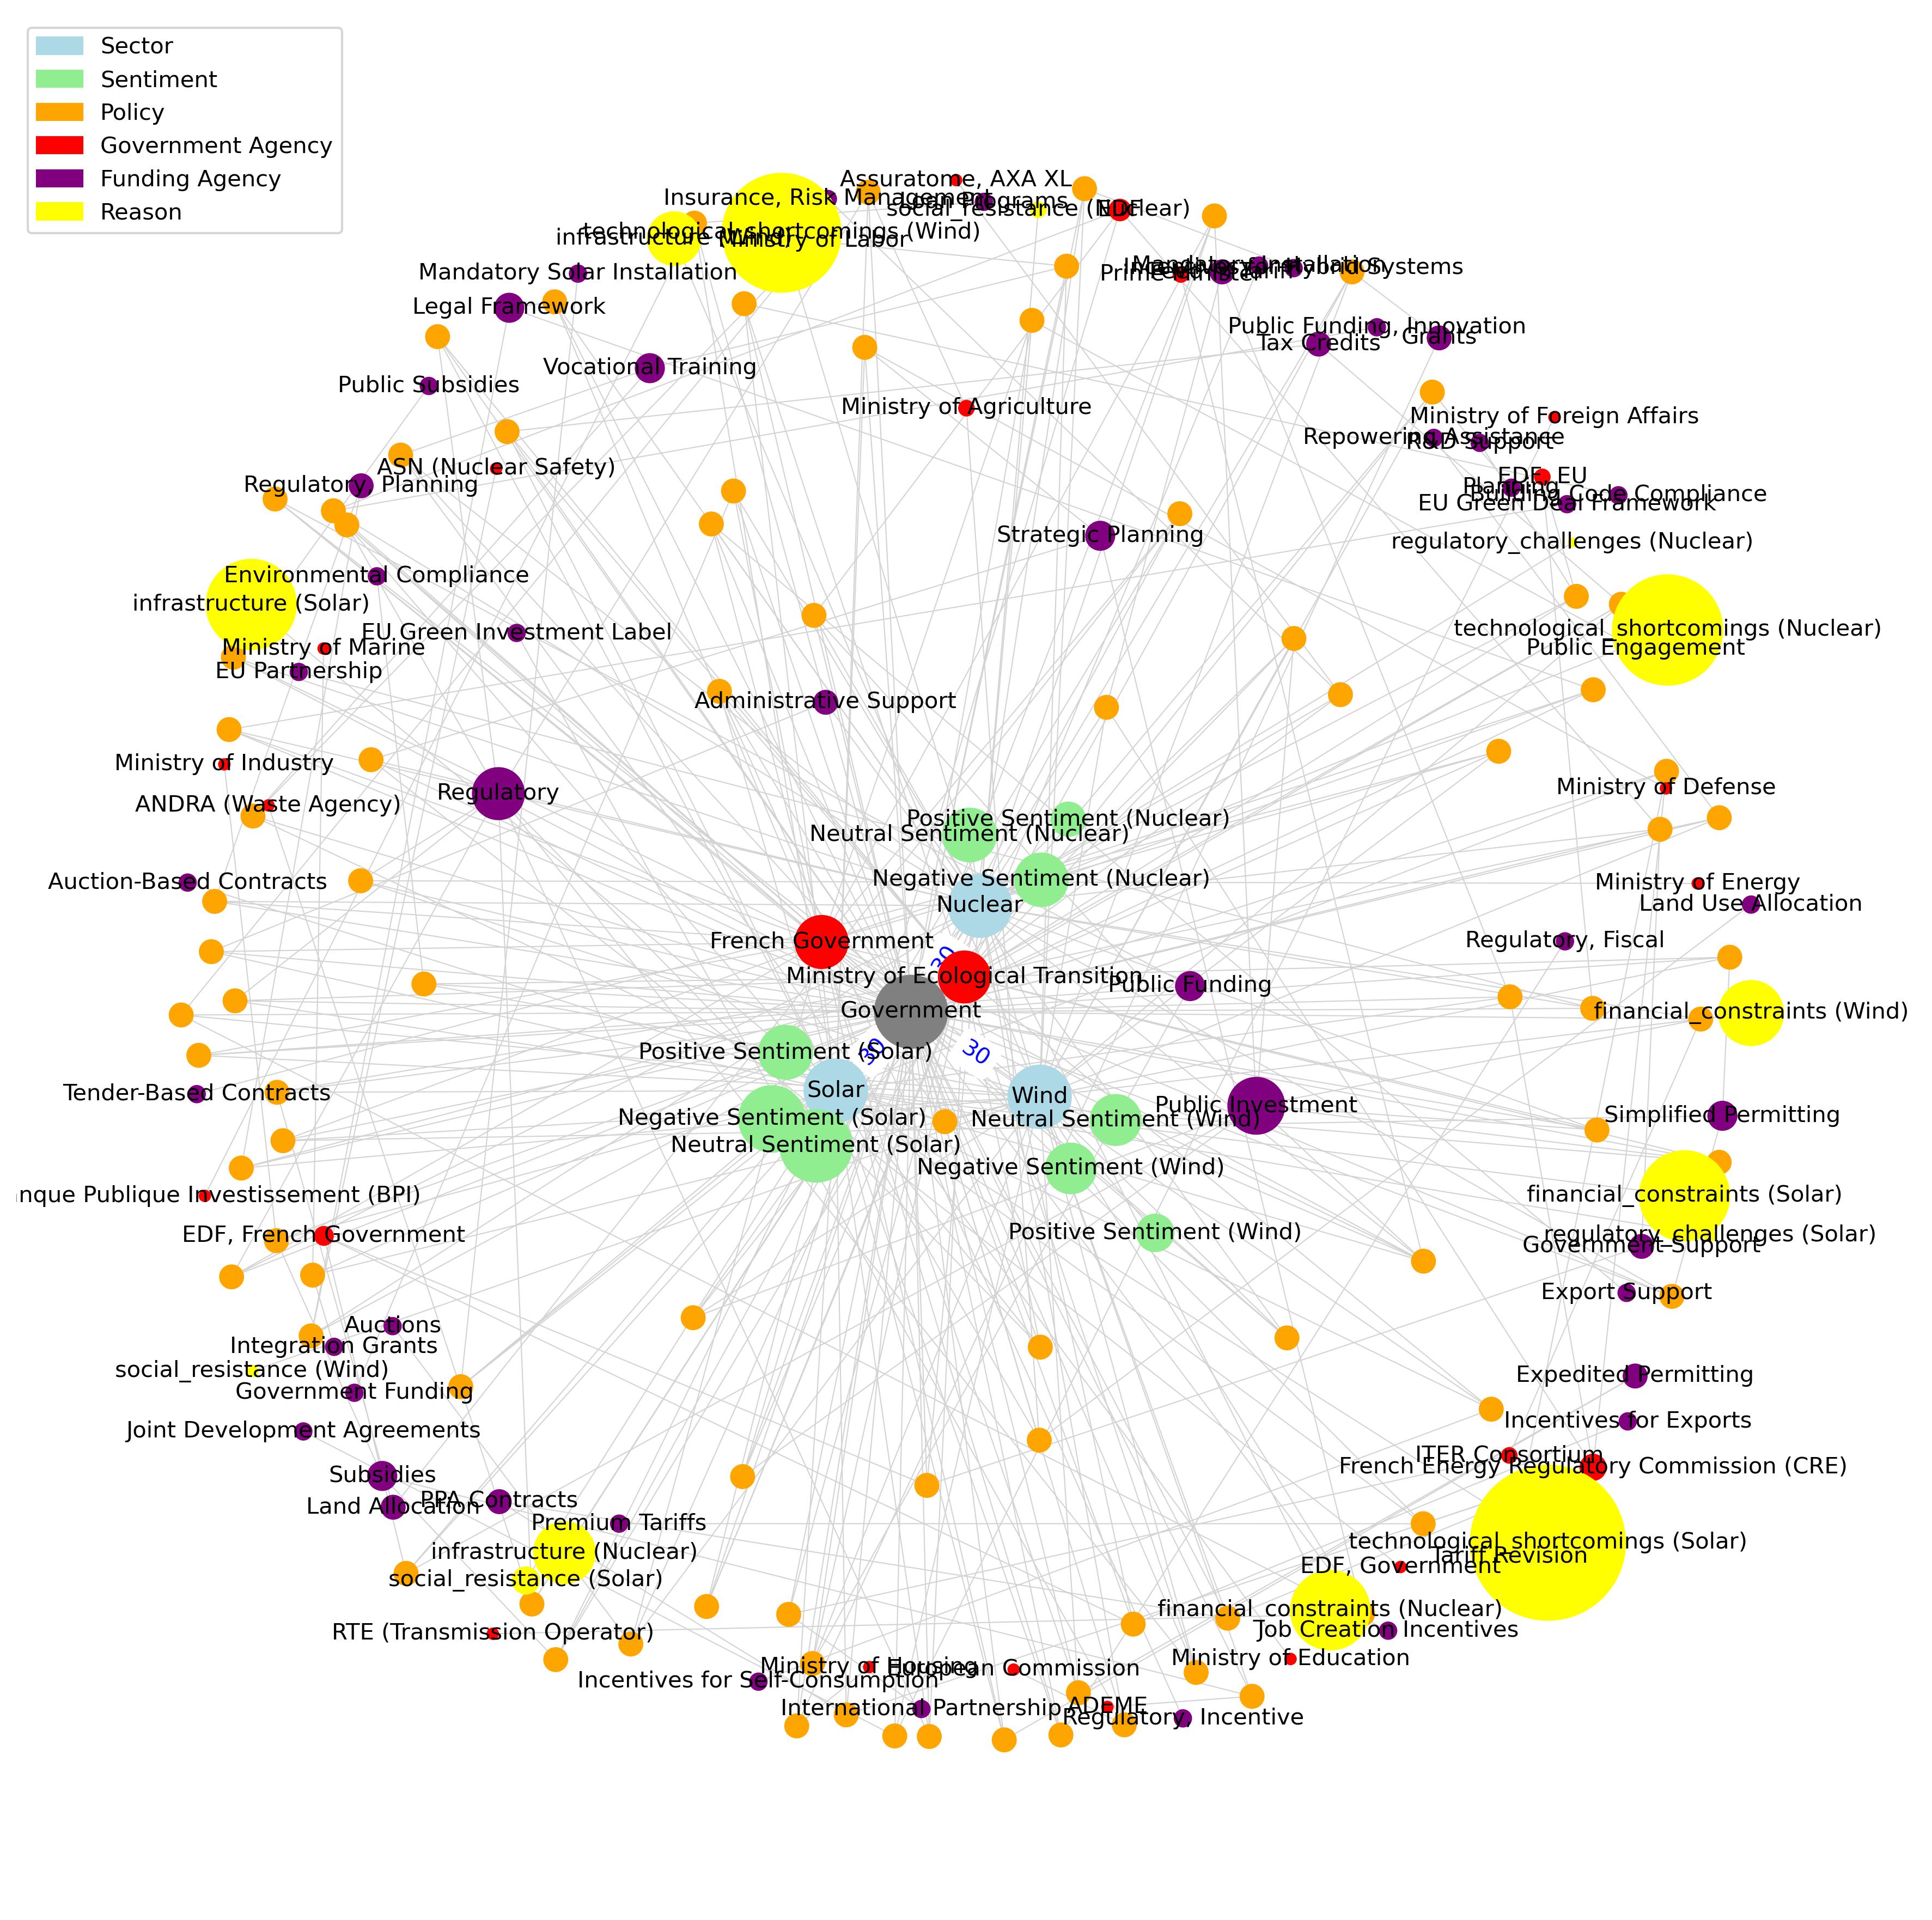 Sector
Sentiment
Policy
Government Agency
Funding Agency
Reason
Assuratome, AXA XL
Insurance, Risk Management
Loan Programs
social_resistance (Nuclear)
EDF
technological_shortcomings (Wind)
infrastructure (Wind)
Ministry of Labor
Mandatory Solar Installation
Mandatory Installation
Incentives for Hybrid Systems
Prime Minister
Legal Framework
Public Funding, Innovation
Tax Credits
Grants
Vocational Training
Public Subsidies
Ministry of Agriculture
Ministry of Foreign Affairs
Repowering Assistance
R&D Support
ASN (Nuclear Safety)
EDF, EU
Regulatory, Planning
Planning
Building Code Compliance
EU Green Deal Framework
Strategic Planning
regulatory_challenges (Nuclear)
Environmental Compliance
infrastructure (Solar)
EU Green Investment Label
technological_shortcomings (Nuclear)
Ministry of Marine
Public Engagement
EU Partnership
Administrative Support
Ministry of Industry
Ministry of Defense
Regulatory
ANDRA (Waste Agency)
Positive Sentiment (Nuclear)
Neutral Sentiment (Nuclear)
Negative Sentiment (Nuclear)
Auction-Based Contracts
Ministry of Energy
Nuclear
Land Use Allocation
French Government
Regulatory, Fiscal
30
Ministry of Ecological Transition
Public Funding
Government
financial_constraints (Wind)
Positive Sentiment (Solar)
30
30
Tender-Based Contracts
Solar
Wind
Public Investment
Negative Sentiment (Solar)
Neutral Sentiment (Wind)
Simplified Permitting
Neutral Sentiment (Solar)
Negative Sentiment (Wind)
nque Publique Investissement (BPI)
financial_constraints (Solar)
EDF, French Government
Positive Sentiment (Wind)
regulatory_challenges (Solar)
Government Support
Export Support
Auctions
Integration Grants
social_resistance (Wind)
Government Funding
Expedited Permitting
Joint Development Agreements
Incentives for Exports
ITER Consortium
French Energy Regulatory Commission (CRE)
Subsidies
PPA Contracts
Land Allocation
Premium Tariffs
technological_shortcomings (Solar)
Tariff Revision
infrastructure (Nuclear)
EDF, Government
social_resistance (Solar)
financial_constraints (Nuclear)
Job Creation Incentives
RTE (Transmission Operator)
Ministry of Education
Ministry of Housing
European Commission
Incentives for Self-Consumption
International Partnership
ADEME
Regulatory, Incentive